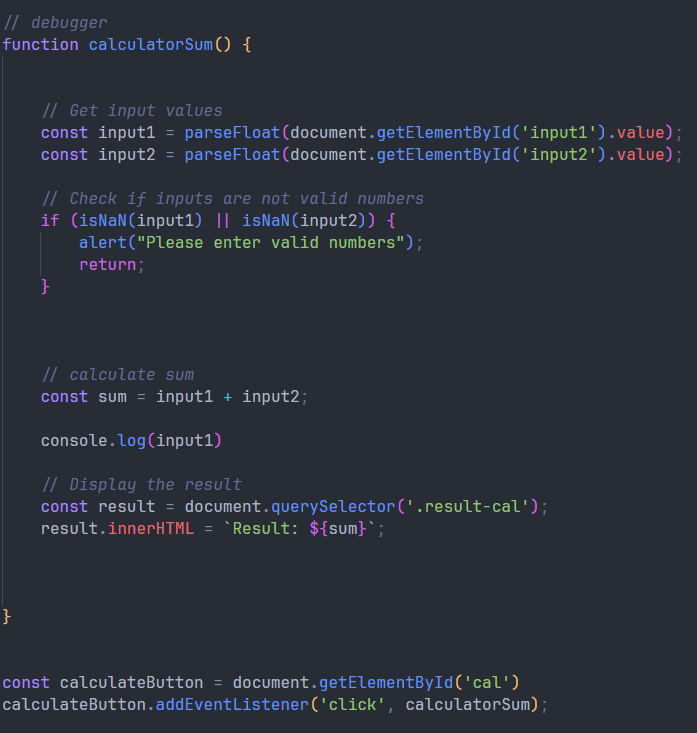 // debugger
function calculatorSum() {
// Get input values
const input1 = parseFloat(document.getElementById('input1').value);
const input2 = parseFloat(document.getElementById('input2').value);
// Check if inputs are not valid numbers
if (isNaN(input1) || isNaN(input2)) {
alert("Please enter valid numbers");
return;
}
// calculate sum
const sum = input1 + input2;
console.log(input1)
// Display the result
const result = document.querySelector('.result-cal');
result.innerHTML = `Result: ${sum}`;
}
const calculateButton = document.getElementById('cal')
calculateButton.addEventListener('click', calculatorSum);